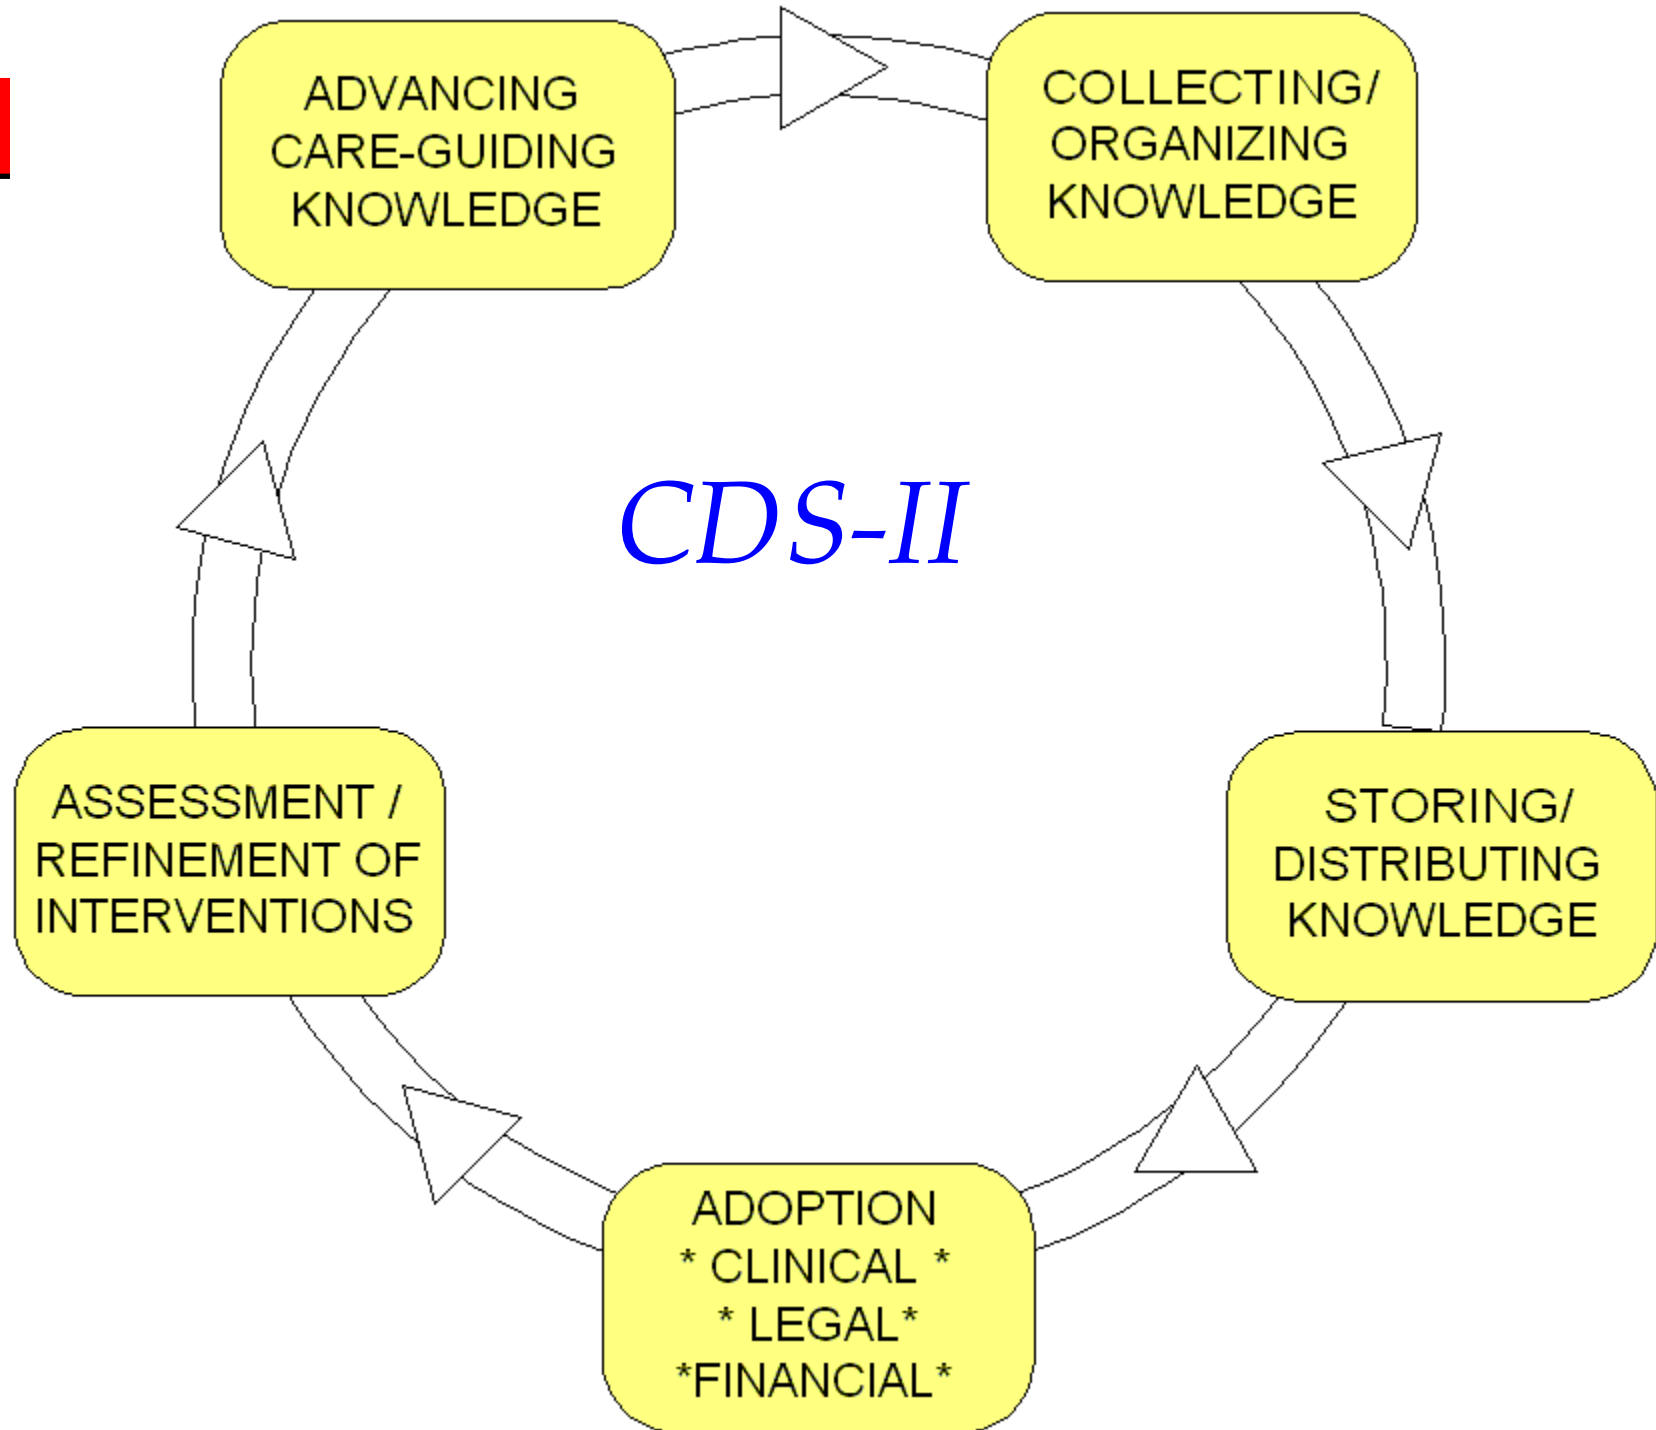 ADVANCING
CARE-GUIDING
KNOWLEDGE
COLLECTING/
ORGANIZING
KNOWLEDGE
CDS-II
ASSESSMENT /
REFINEMENT OF
INTERVENTIONS
STORING/
DISTRIBUTING
KNOWLEDGE
ADOPTION
* CLINICAL *
* LEGAL*
*FINANCIAL*